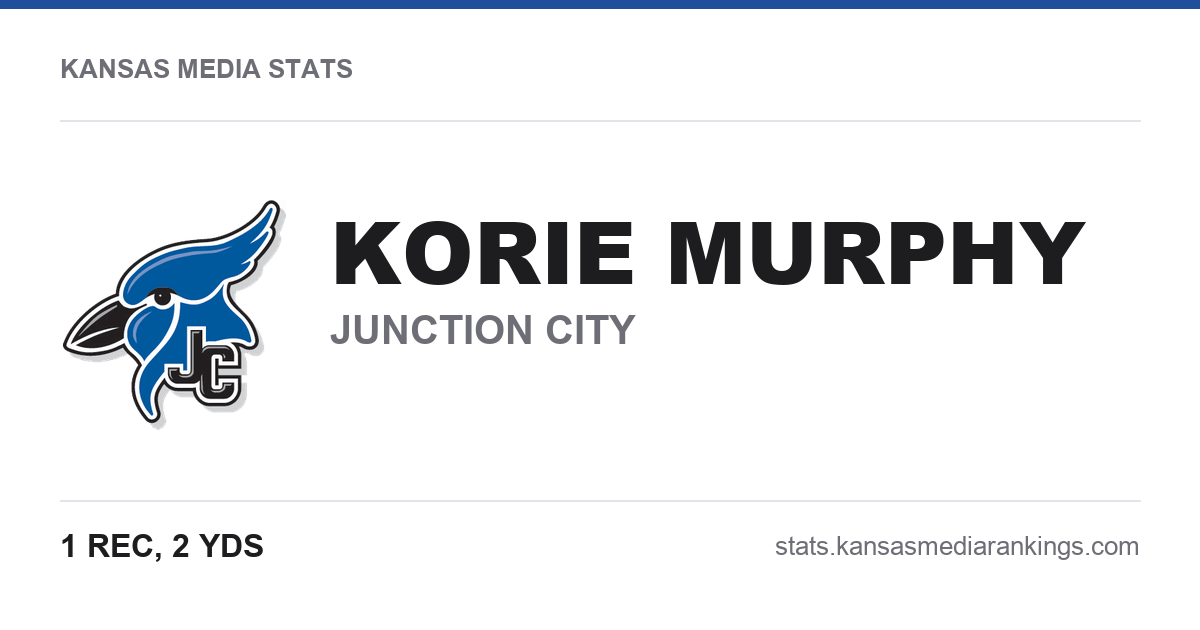 KANSAS MEDIA STATS
KORIE MURPHY
JUNCTION CITY
JC
1 REC, 2 YDS
stats.kansasmediarankings.com